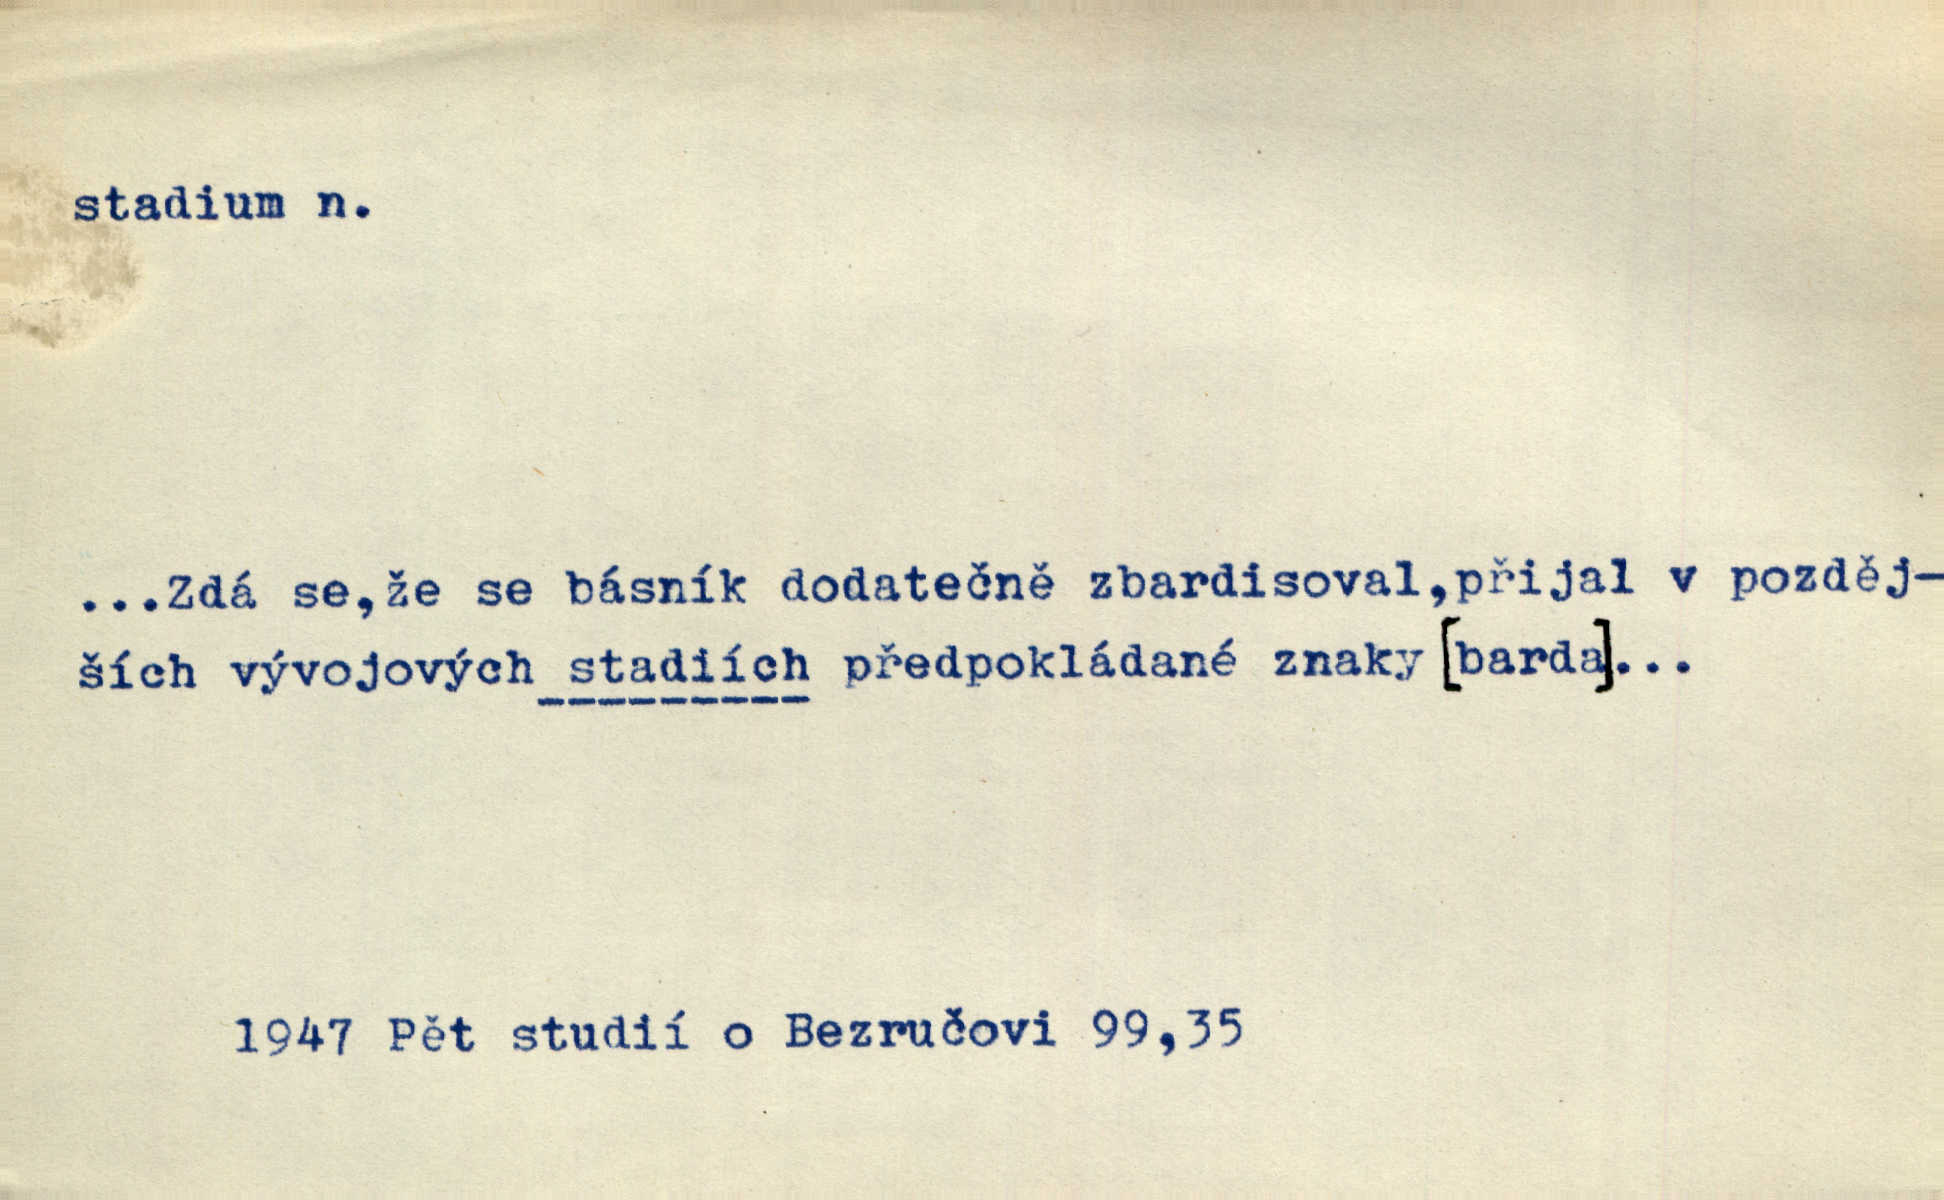 stadium n.
...Zdá se,že se básník dodatečně zbardisoval,přijal v pozděj-
ších vývojových stadiích předpokládané znaky [barda]...
1947 Pět studií o Bezručovi 99,35